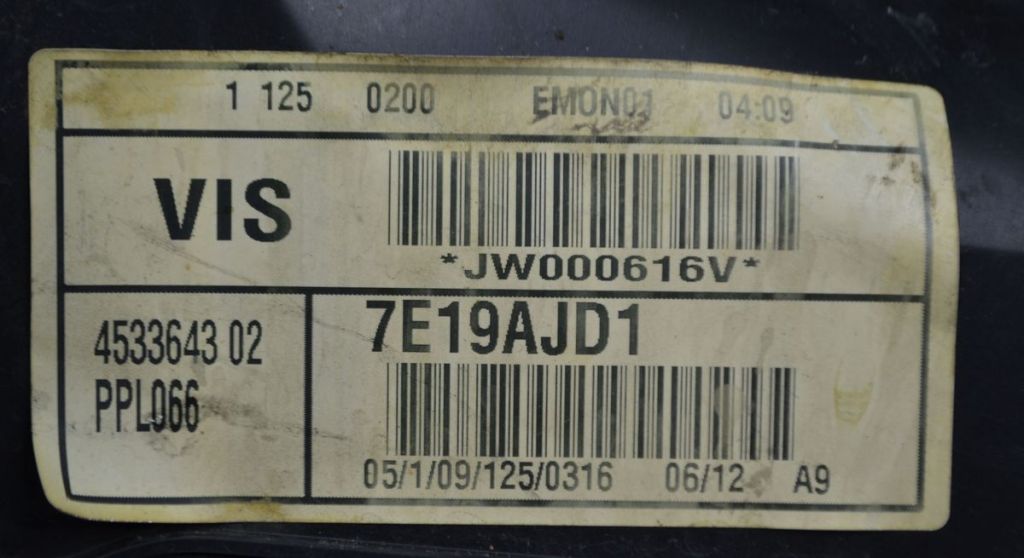 1 125 0200 EMON01 04:09
VIS
*JW000616V*
7E19AJD1
4533643 02
PPL066
05/1/09/125/0316 06/12 A9